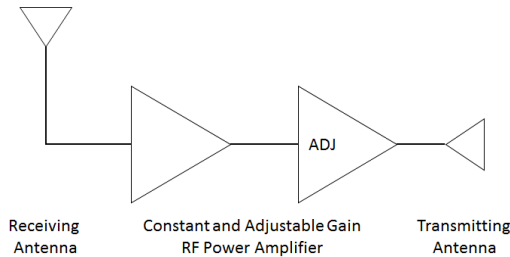 ADJ
Receiving
Antenna
Constant and Adjustable Gain
RF Power Amplifier
Transmitting
Antenna